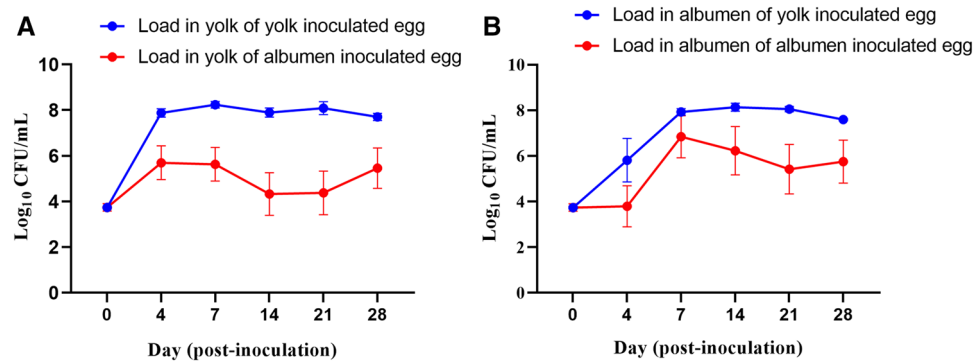 A
Load in yolk of yolk inoculated egg
Load in yolk of albumen inoculated egg
10
8
6
4
2
0
Log10 CFU/mL
0 4 7 14 21 28
Day (post-inoculation)
B
Load in albumen of yolk inoculated egg
Load in albumen of albumen inoculated egg
10
8
6
4
2
0
Log10 CFU/mL
0 4 7 14 21 28
Day (post-inoculation)